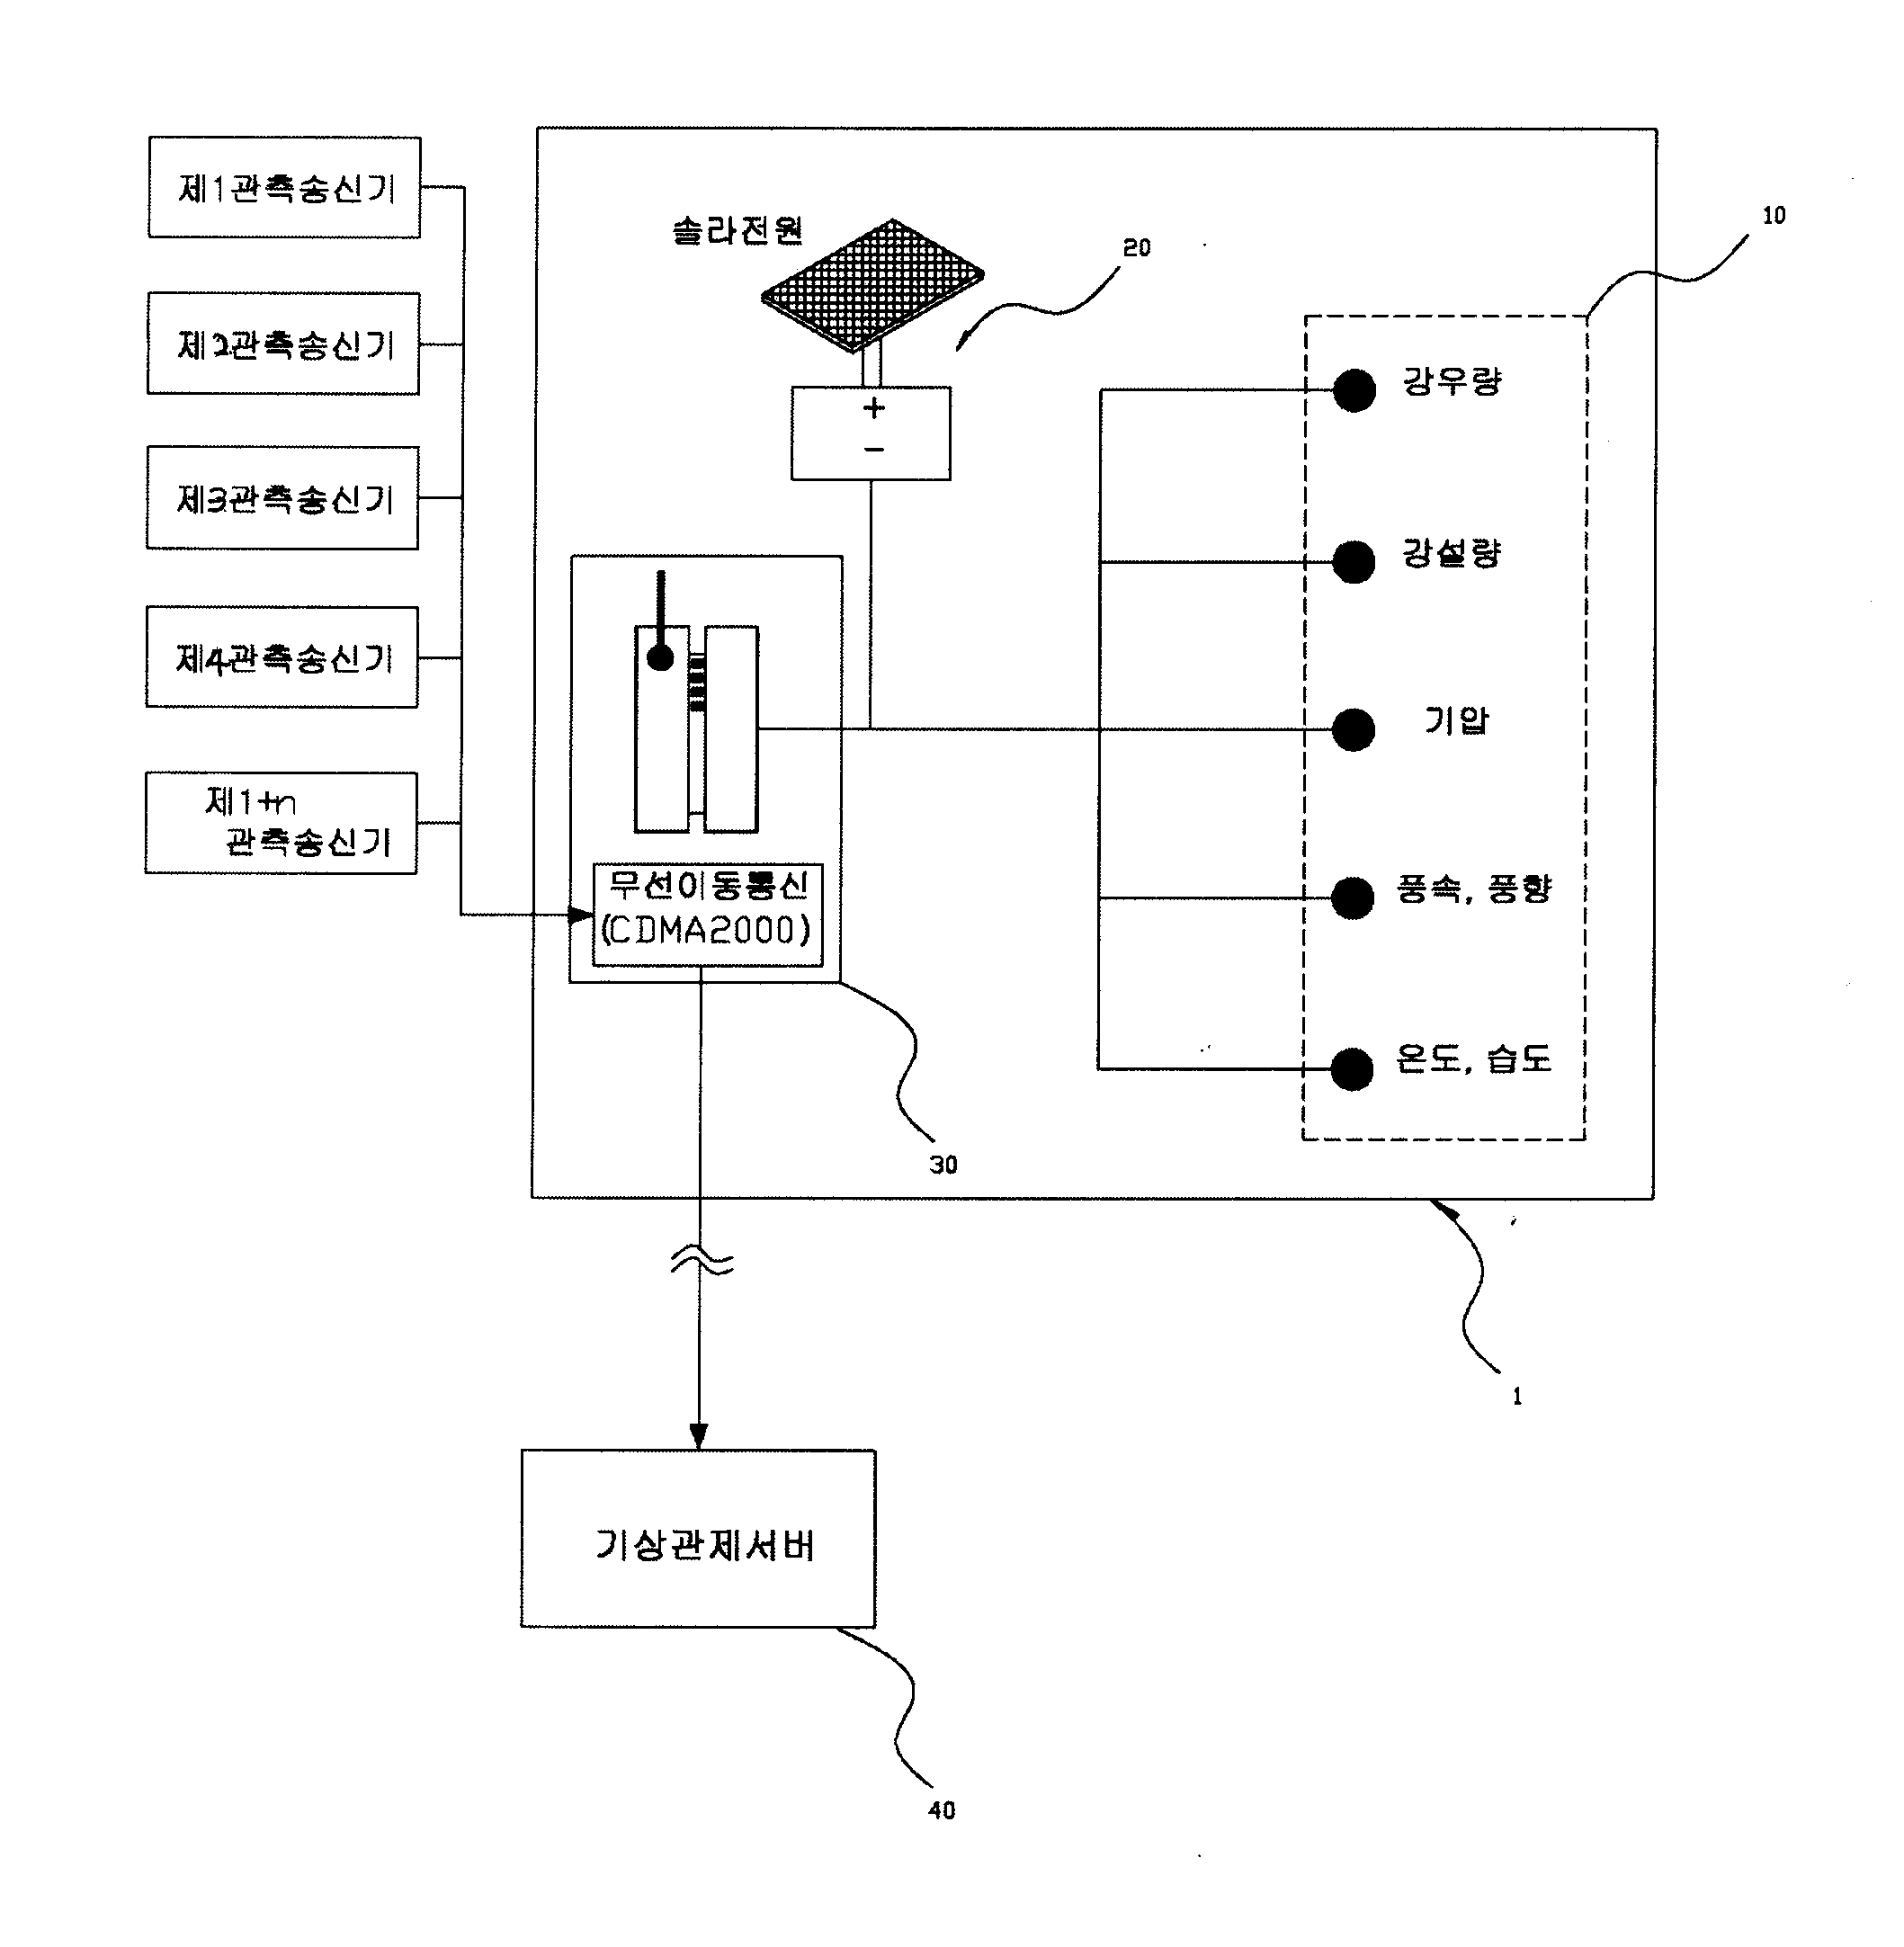 제1관측송신기
제2관측송신기
제3관측송신기
제4관측송신기
제1+n
관측송신기
솔라전원
20
10
+
-
강우량
강설량
기압
풍속, 풍향
온도, 습도
무선이동통신
(CDMA2000)
30
1
기상관제서버
40